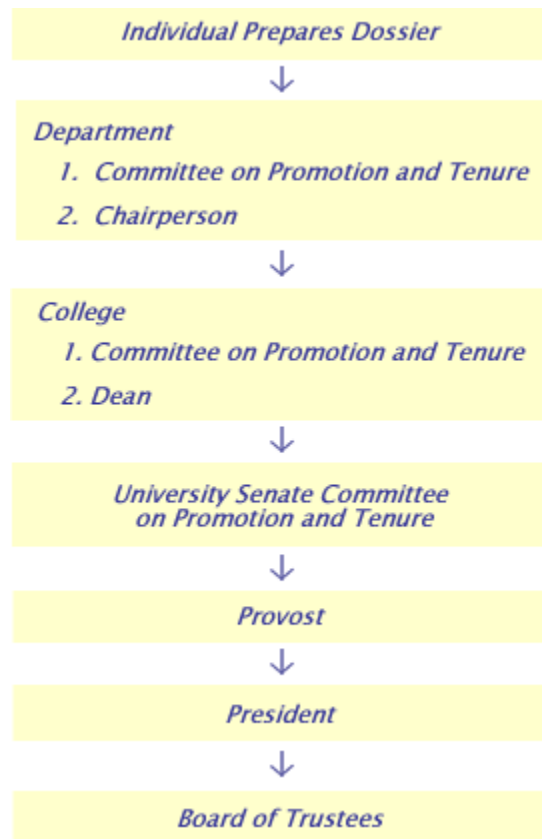 Individual Prepares Dossier
Department
1. Committee on Promotion and Tenure
2. Chairperson
College
1. Committee on Promotion and Tenure
2. Dean
University Senate Committee
on Promotion and Tenure
Provost
President
Board of Trustees